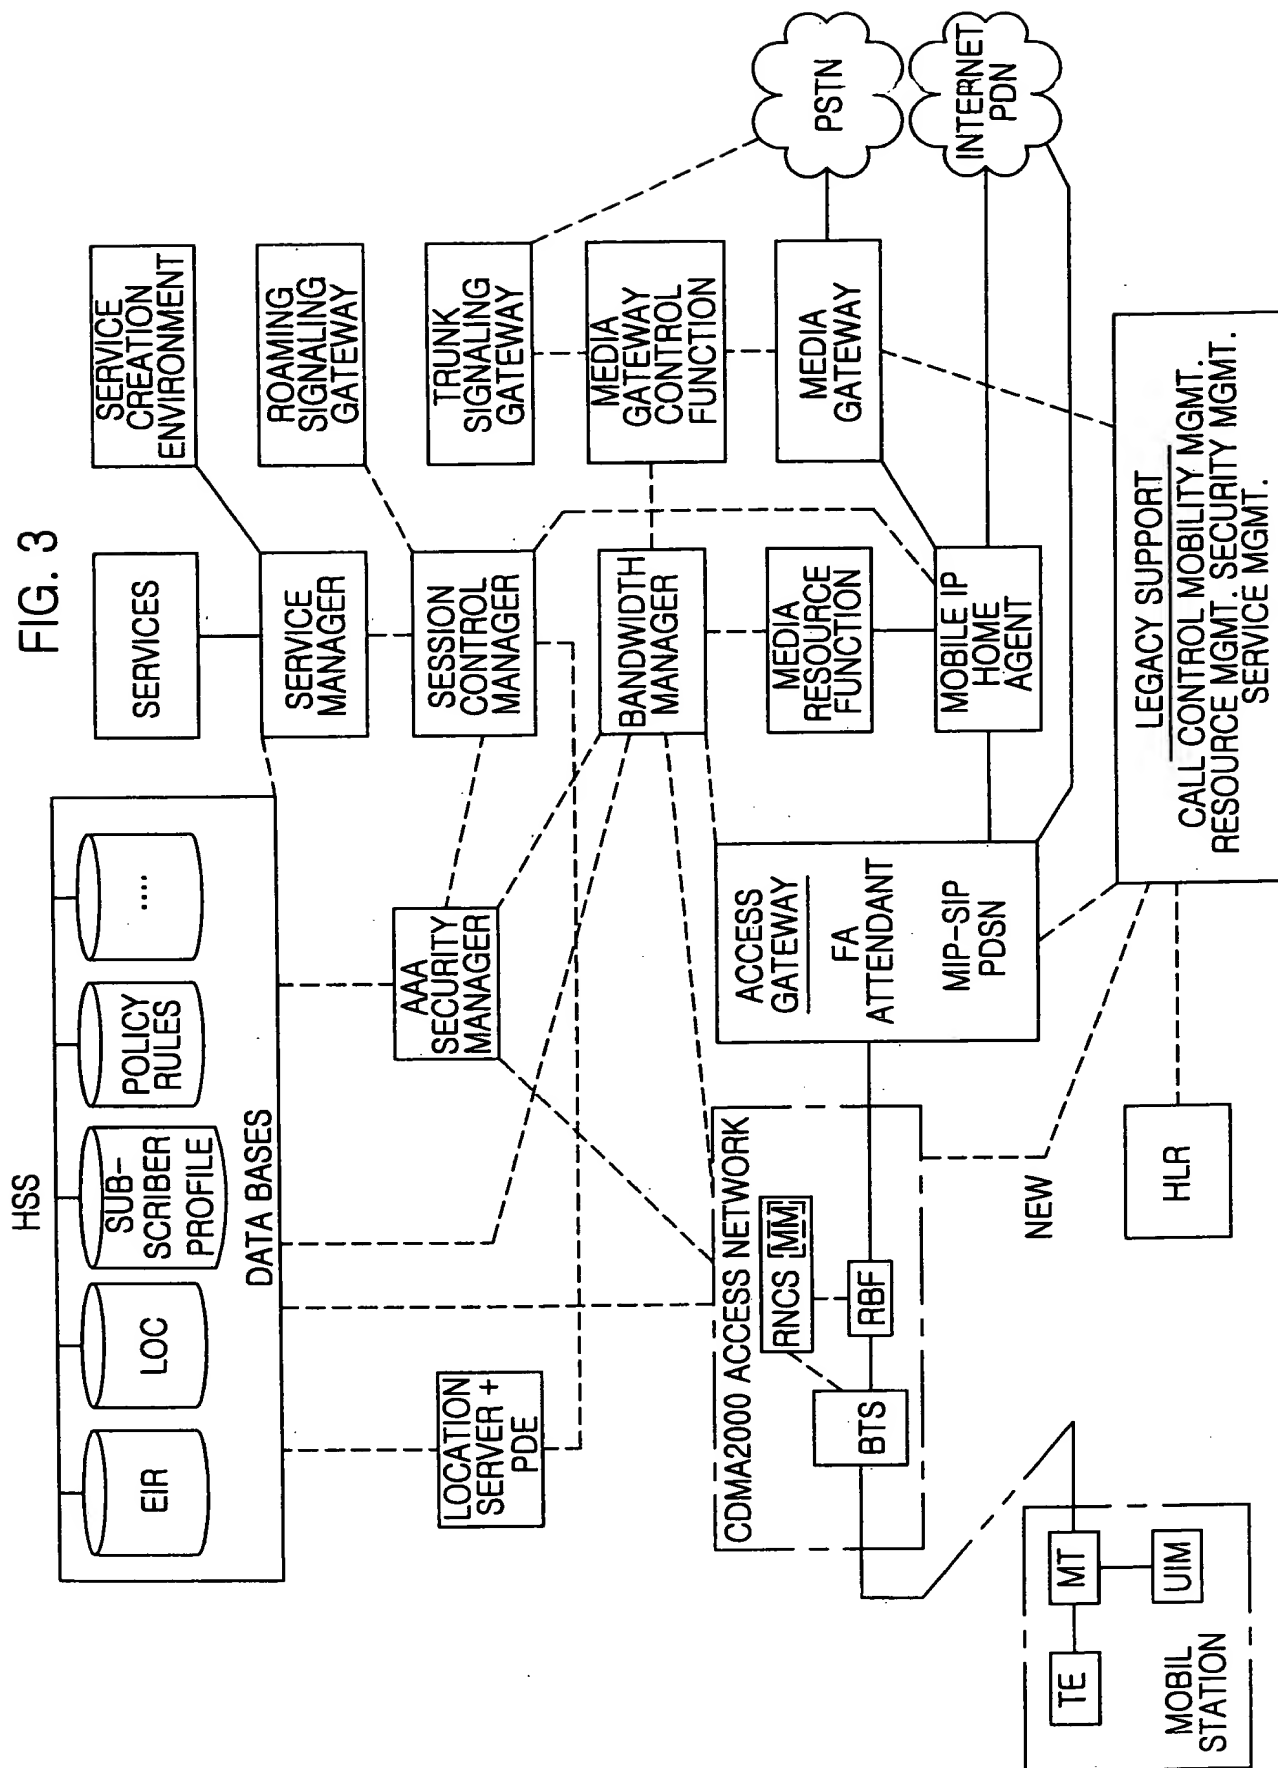 FIG. 3
HSS
EIR
LOC
SUB-
SCRIBER
PROFILE
POLICY
RULES
....
DATA BASES
SERVICES
SERVICE
CREATION
ENVIRONMENT
SERVICE
MANAGER
ROAMING
SIGNALING
GATEWAY
LOCATION
SERVER +
PDE
AAA
SECURITY
MANAGER
SESSION
CONTROL
MANAGER
TRUNK
SIGNALING
GATEWAY
BANDWIDTH
MANAGER
MEDIA
GATEWAY
CONTROL
FUNCTION
CDMA2000 ACCESS NETWORK
RNCS MM
BTS
RBF
ACCESS
GATEWAY
FA
ATTENDANT
MIP-SIP
PDSN
MEDIA
RESOURCE
FUNCTION
MEDIA
GATEWAY
PSTN
MOBILE IP
HOME
AGENT
INTERNET
PDN
TE
MT
UIM
MOBIL
STATION
NEW
HLR
LEGACY SUPPORT
CALL CONTROL MOBILITY MGMT.
RESOURCE MGMT. SECURITY MGMT.
SERVICE MGMT.